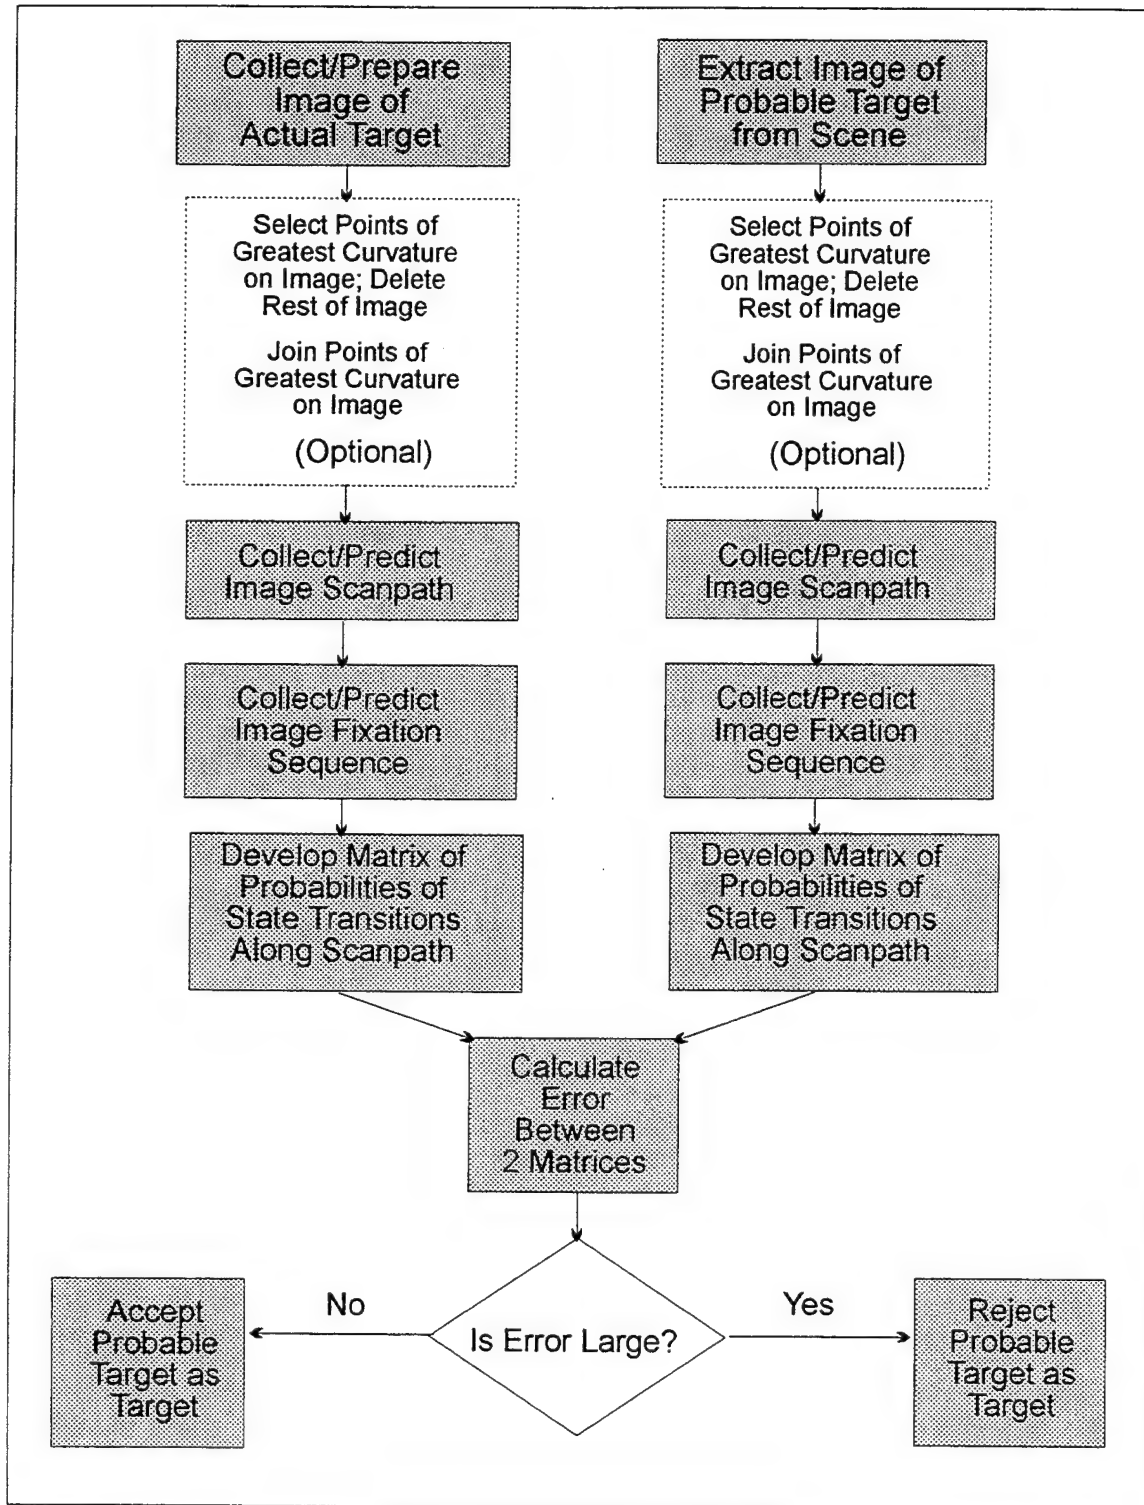 Collect/Prepare
Image of
Actual Target
Select Points of
Greatest Curvature
on Image; Delete
Rest of Image
Join Points of
Greatest Curvature
on Image
(Optional)
Collect/Predict
Image Scanpath
Collect/Predict
Image Fixation
Sequence
Develop Matrix of
Probabilities of
State Transitions
Along Scanpath
Extract Image of
Probable Target
from Scene
Select Points of
Greatest Curvature
on Image; Delete
Rest of Image
Join Points of
Greatest Curvature
on Image
(Optional)
Collect/Predict
Image Scanpath
Collect/Predict
Image Fixation
Sequence
Develop Matrix of
Probabilities of
State Transitions
Along Scanpath
Calculate
Error
Between
2 Matrices
Is Error Large?
No
Yes
Accept
Probable
Target as
Target
Reject
Probable
Target as
Target